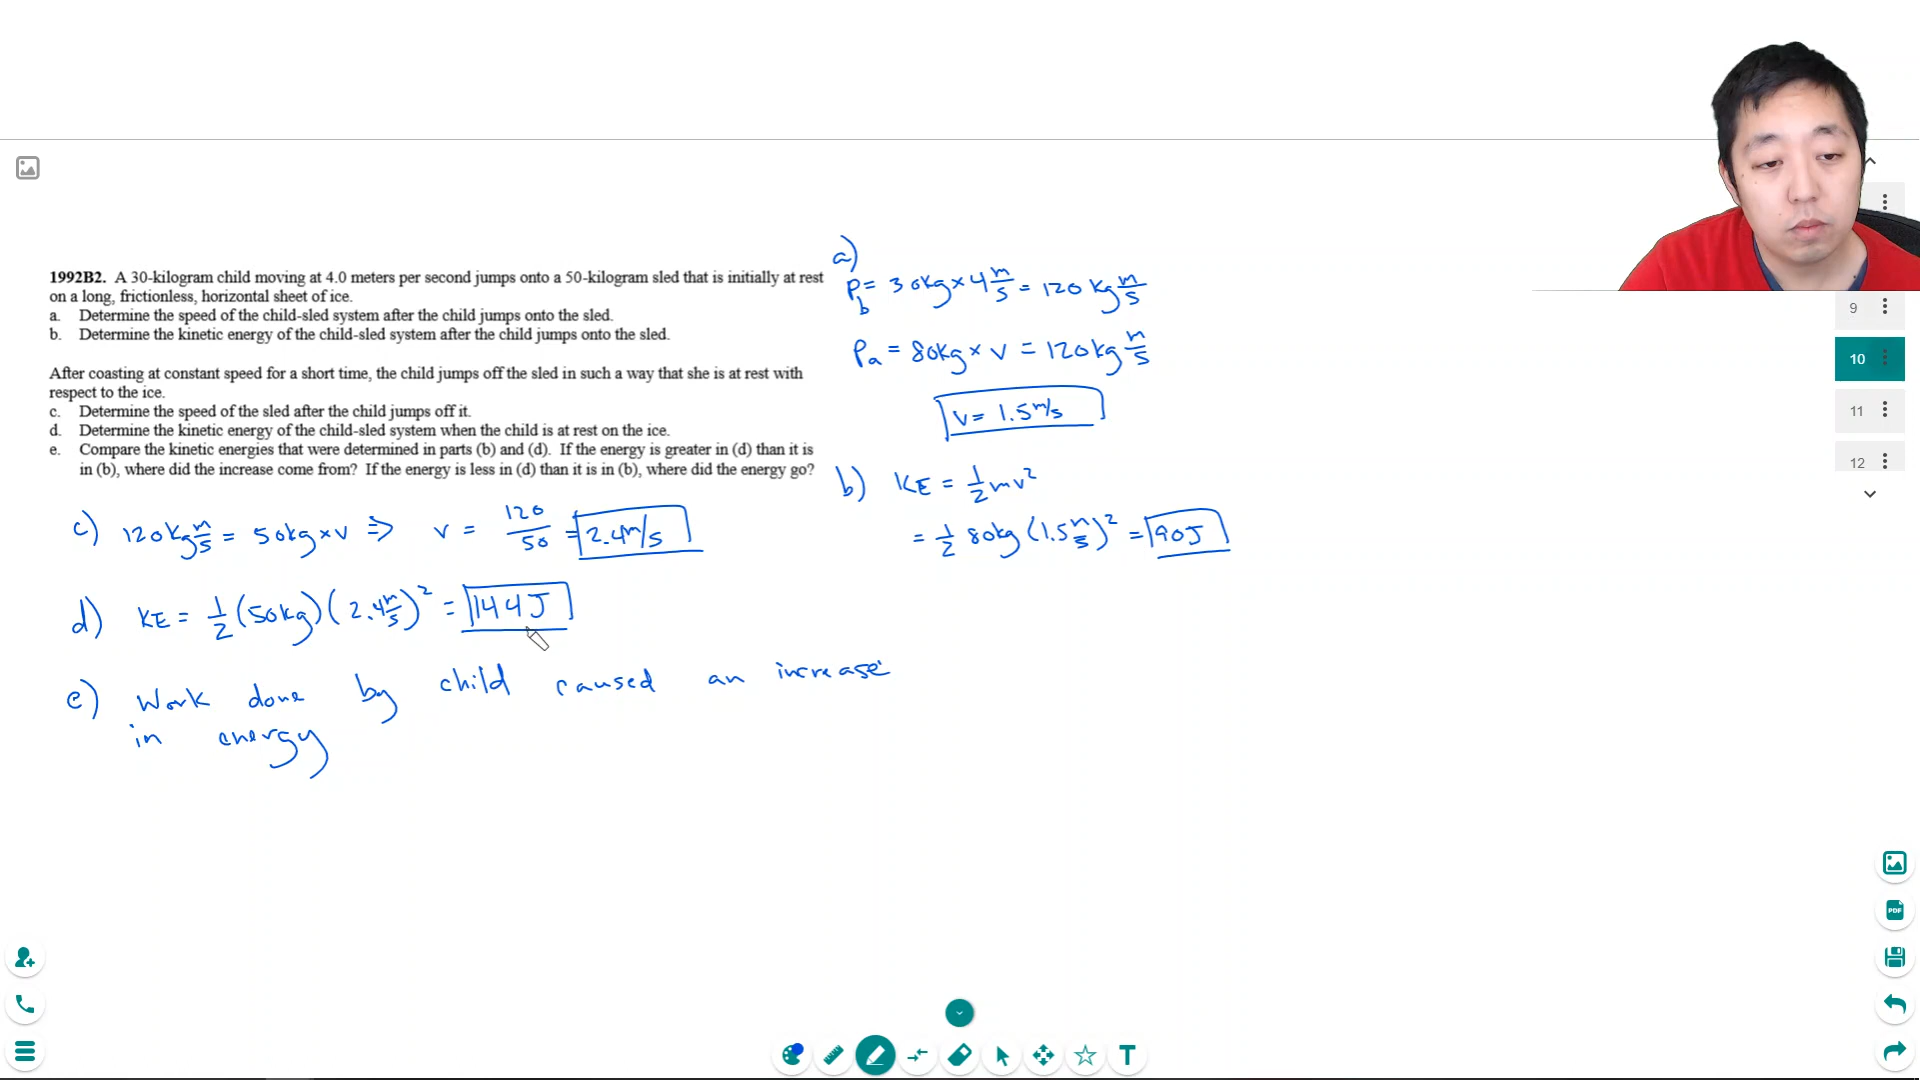 1992B2. A 30-kilogram child moving at 4.0 meters per second jumps onto a 50-kilogram sled that is initially at rest
on a long, frictionless, horizontal sheet of ice.
a. Determine the speed of the child-sled system after the child jumps onto the sled.
b. Determine the kinetic energy of the child-sled system after the child jumps onto the sled.
After coasting at constant speed for a short time, the child jumps off the sled in such a way that she is at rest with
respect to the ice.
c. Determine the speed of the sled after the child jumps off it.
d. Determine the kinetic energy of the child-sled system when the child is at rest on the ice.
e. Compare the kinetic energies that were determined in parts (b) and (d). If the energy is greater in (d) than it is
in (b), where did the increase come from? If the energy is less in (d) than it is in (b), where did the energy go?
a)
P_b = 30kg × 4 m/s = 120 kg m/s
P_a = 80kg × v = 120 kg m/s
v = 1.5 m/s
b) KE = 1/2 mv²
= 1/2 80kg (1.5 m/s)² = 90J
c) 120 kg m/s = 50kg × v ⇒ v = 120/50 = 2.4 m/s
d) KE = 1/2 (50kg)(2.4 m/s)² = 144J
e) Work done by child caused an increase
in energy
9
10
11
12
PDF
T